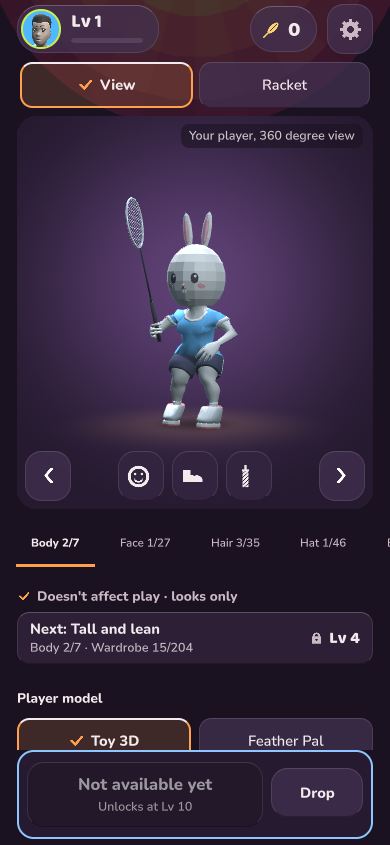 Lv 1
0
View
Racket
Your player, 360 degree view
Body 2/7
Face 1/27
Hair 3/35
Hat 1/46
Doesn't affect play · looks only
Next: Tall and lean
Body 2/7 · Wardrobe 15/204
Lv 4
Player model
Toy 3D
Feather Pal
Not available yet
Unlocks at Lv 10
Drop